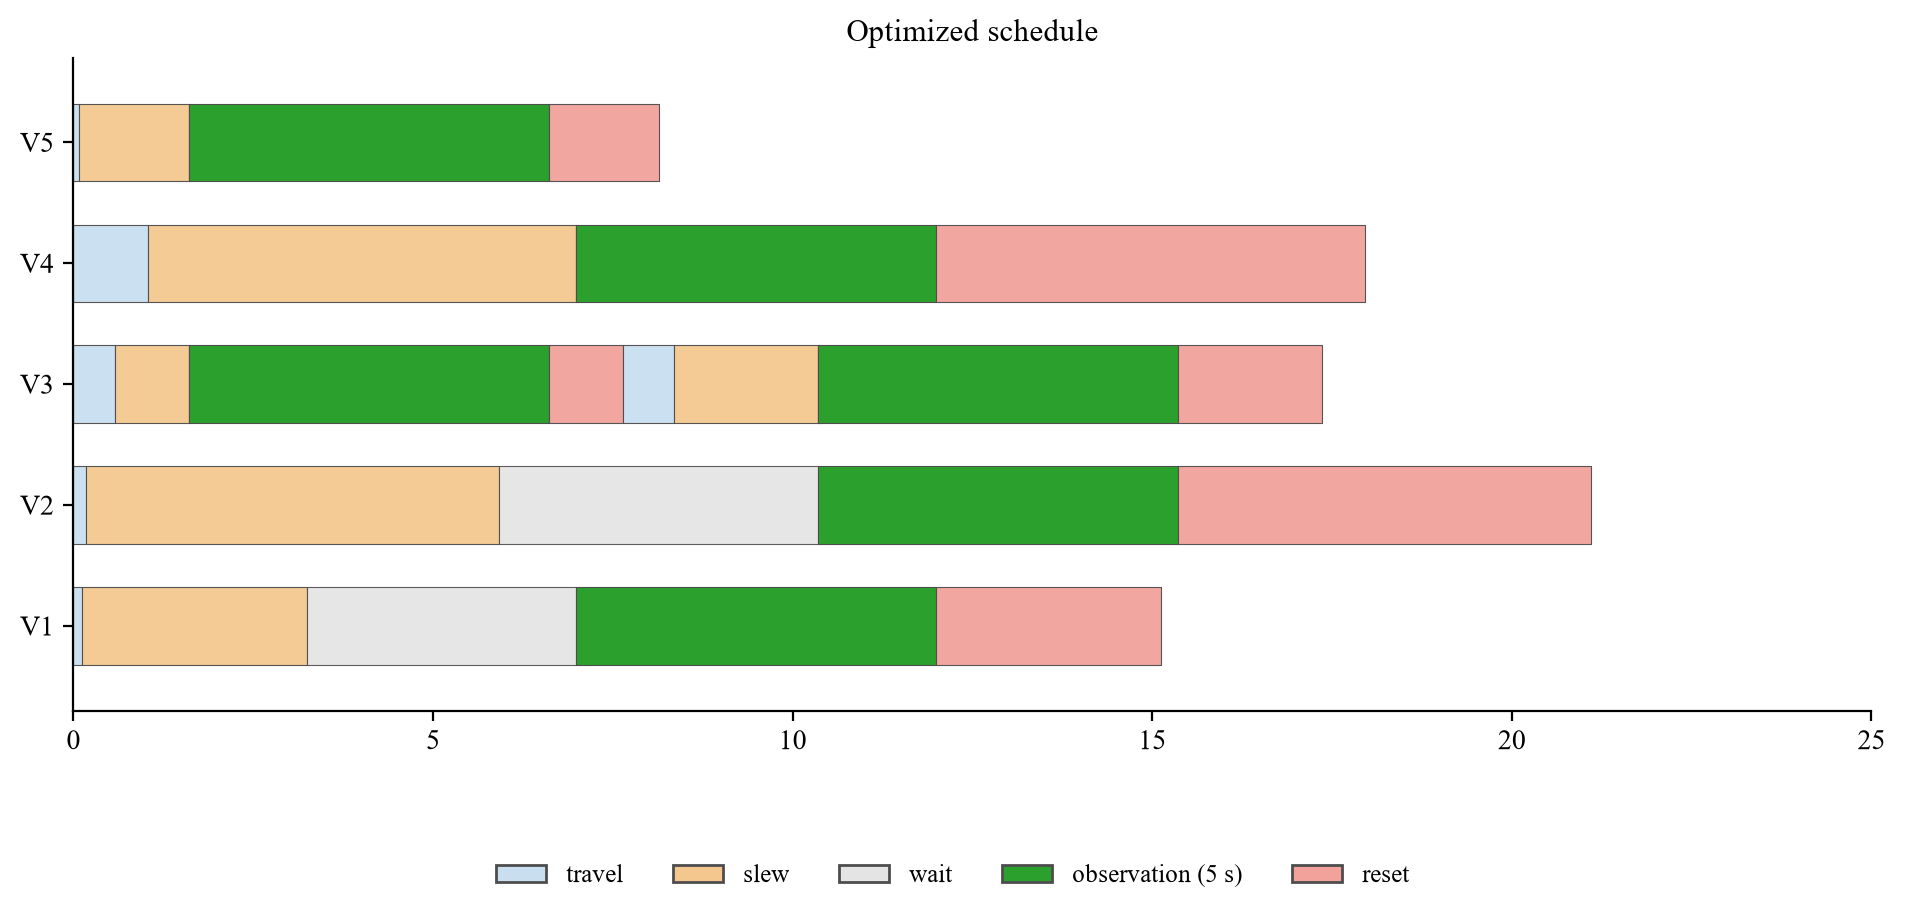 Optimized schedule
V5
V4
V3
V2
V1
0 5 10 15 20 25
travel slew wait observation (5 s) reset